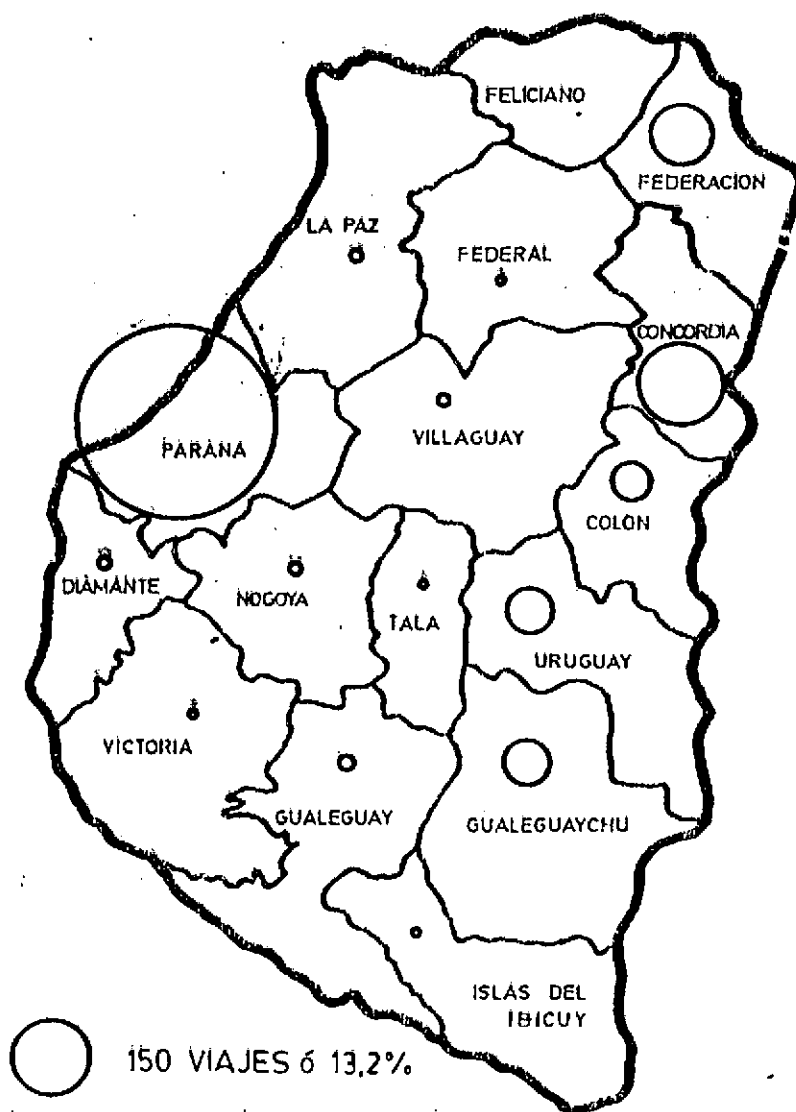 FELICIANO
FEDERACION
LA PAZ
FEDERAL
CONCORDIA
VILLAGUAY
PARANA
COLON
DIAMANTE
NOGOYA
TALA
URUGUAY
VICTORIA
GUALEGUAY
GUALEGUAYCHU
ISLAS DEL
IBICUY
150 VIAJES ó 13,2%